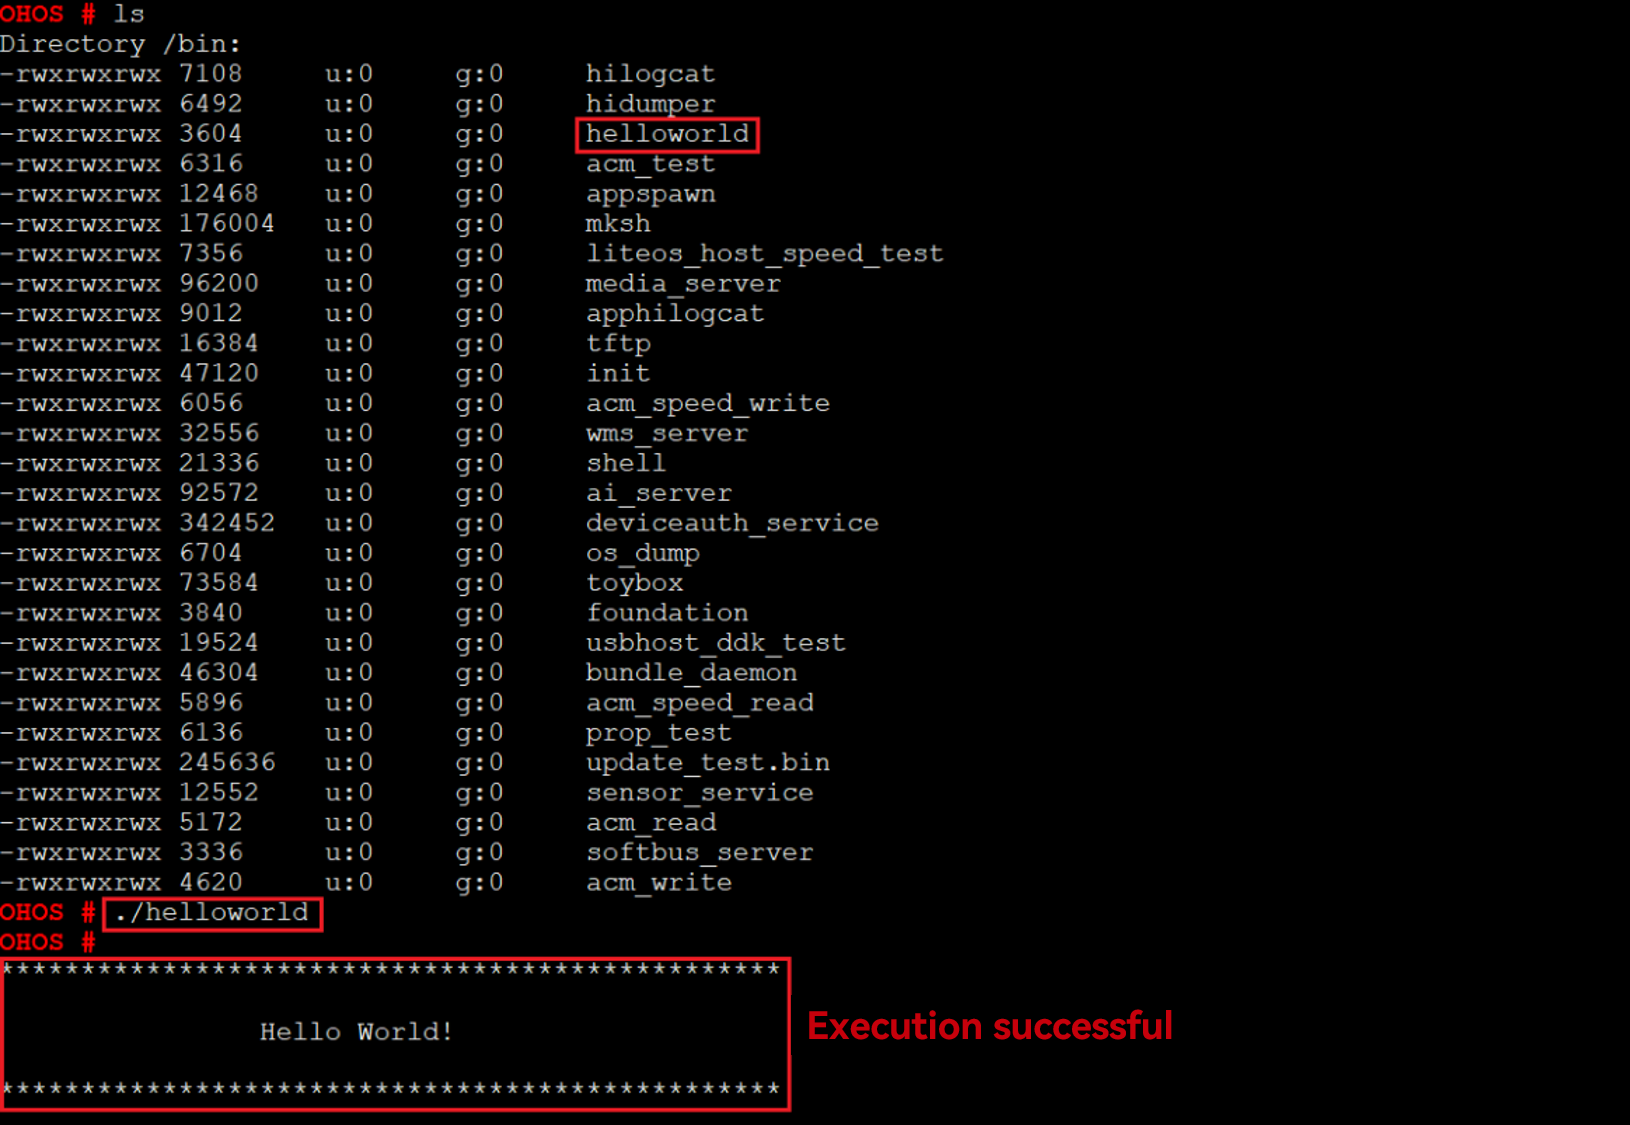 OHOS # ls
Directory /bin:
-rwxrwxrwx 7108 u:0 g:0 hilogcat
-rwxrwxrwx 6492 u:0 g:0 hidumper
-rwxrwxrwx 3604 u:0 g:0 helloworld
-rwxrwxrwx 6316 u:0 g:0 acm_test
-rwxrwxrwx 12468 u:0 g:0 appspawn
-rwxrwxrwx 176004 u:0 g:0 mksh
-rwxrwxrwx 7356 u:0 g:0 liteos_host_speed_test
-rwxrwxrwx 96200 u:0 g:0 media_server
-rwxrwxrwx 9012 u:0 g:0 apphilogcat
-rwxrwxrwx 16384 u:0 g:0 tftp
-rwxrwxrwx 47120 u:0 g:0 init
-rwxrwxrwx 6056 u:0 g:0 acm_speed_write
-rwxrwxrwx 32556 u:0 g:0 wms_server
-rwxrwxrwx 21336 u:0 g:0 shell
-rwxrwxrwx 92572 u:0 g:0 ai_server
-rwxrwxrwx 342452 u:0 g:0 deviceauth_service
-rwxrwxrwx 6704 u:0 g:0 os_dump
-rwxrwxrwx 73584 u:0 g:0 toybox
-rwxrwxrwx 3840 u:0 g:0 foundation
-rwxrwxrwx 19524 u:0 g:0 usbhost_ddk_test
-rwxrwxrwx 46304 u:0 g:0 bundle_daemon
-rwxrwxrwx 5896 u:0 g:0 acm_speed_read
-rwxrwxrwx 6136 u:0 g:0 prop_test
-rwxrwxrwx 245636 u:0 g:0 update_test.bin
-rwxrwxrwx 12552 u:0 g:0 sensor_service
-rwxrwxrwx 5172 u:0 g:0 acm_read
-rwxrwxrwx 3336 u:0 g:0 softbus_server
-rwxrwxrwx 4620 u:0 g:0 acm_write
OHOS # ./helloworld
OHOS #
************************************************
Hello World!
Execution successful
************************************************